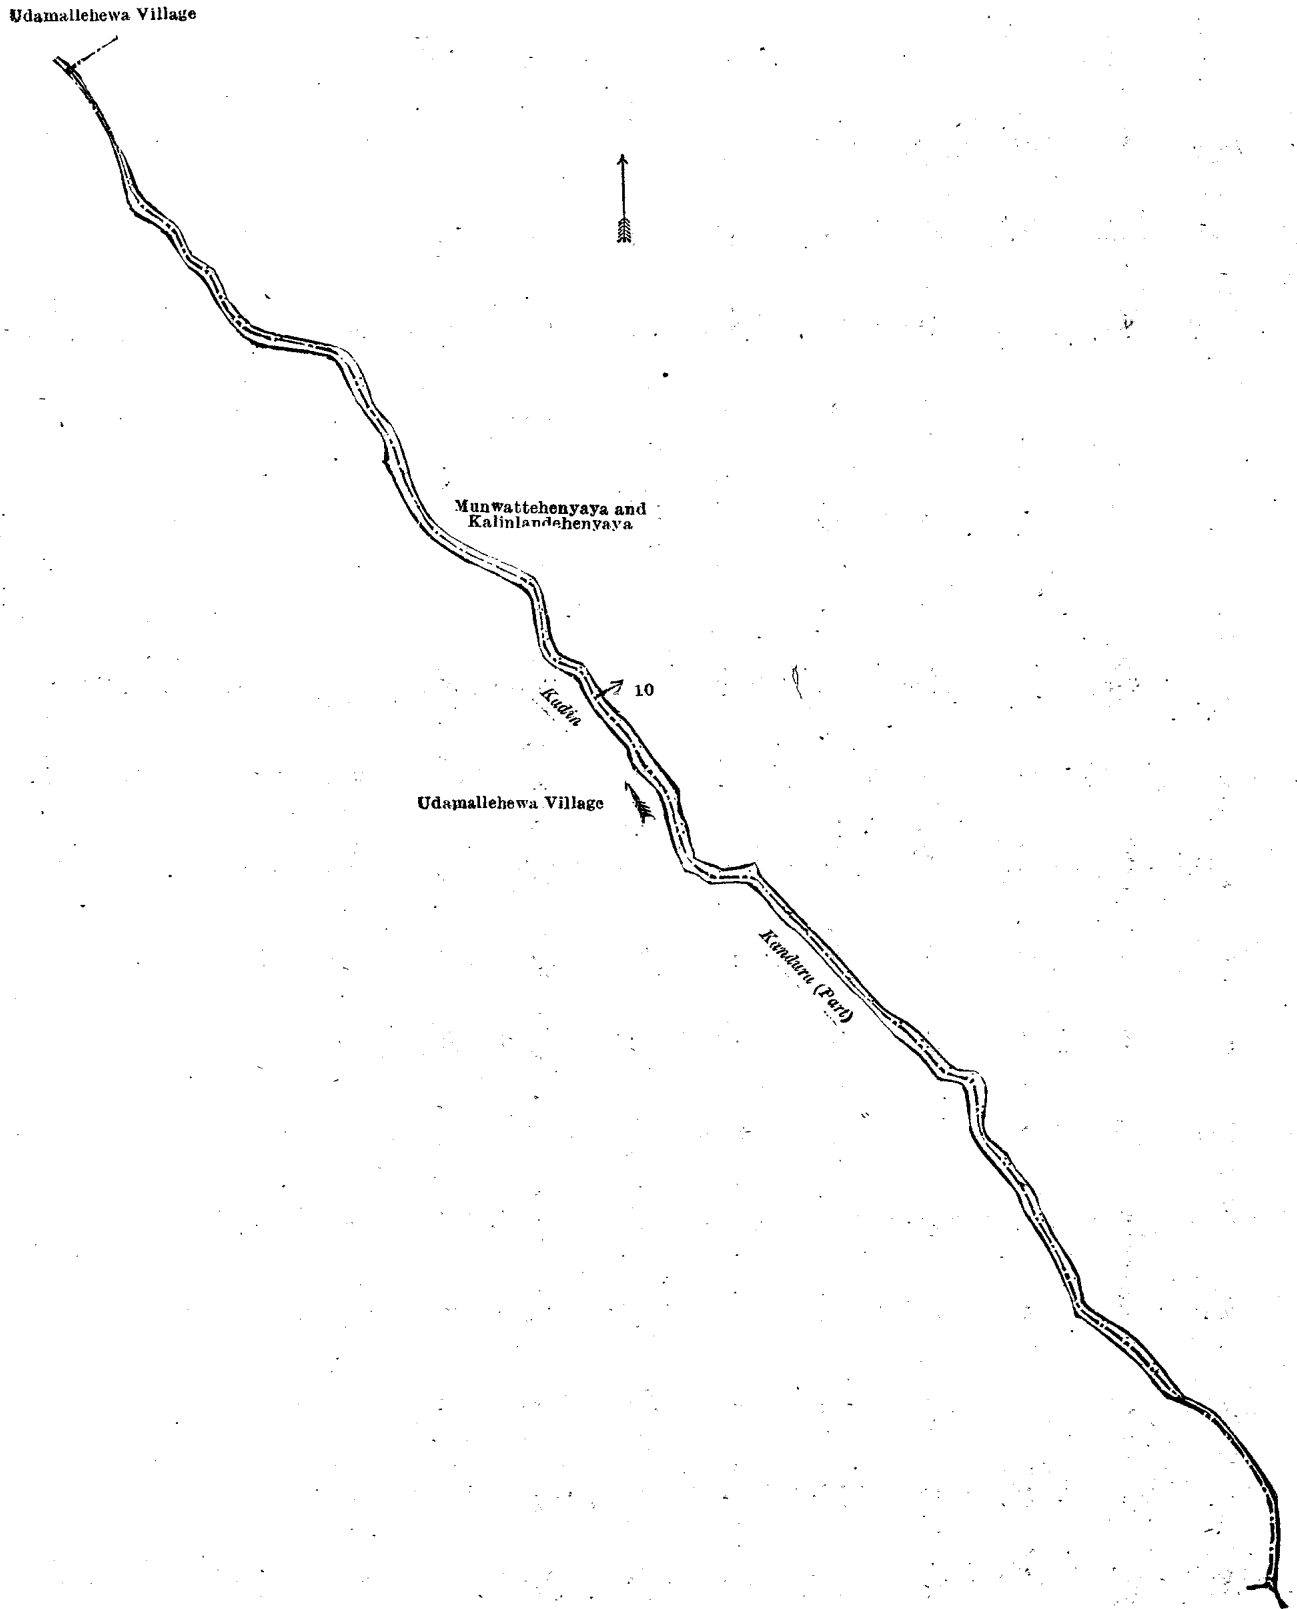 Udamallehewa Village
Munwattehenyaya and
Kalinlandehenyaya
10
Kudin
Udamallehewa Village
Kanduru (Part)